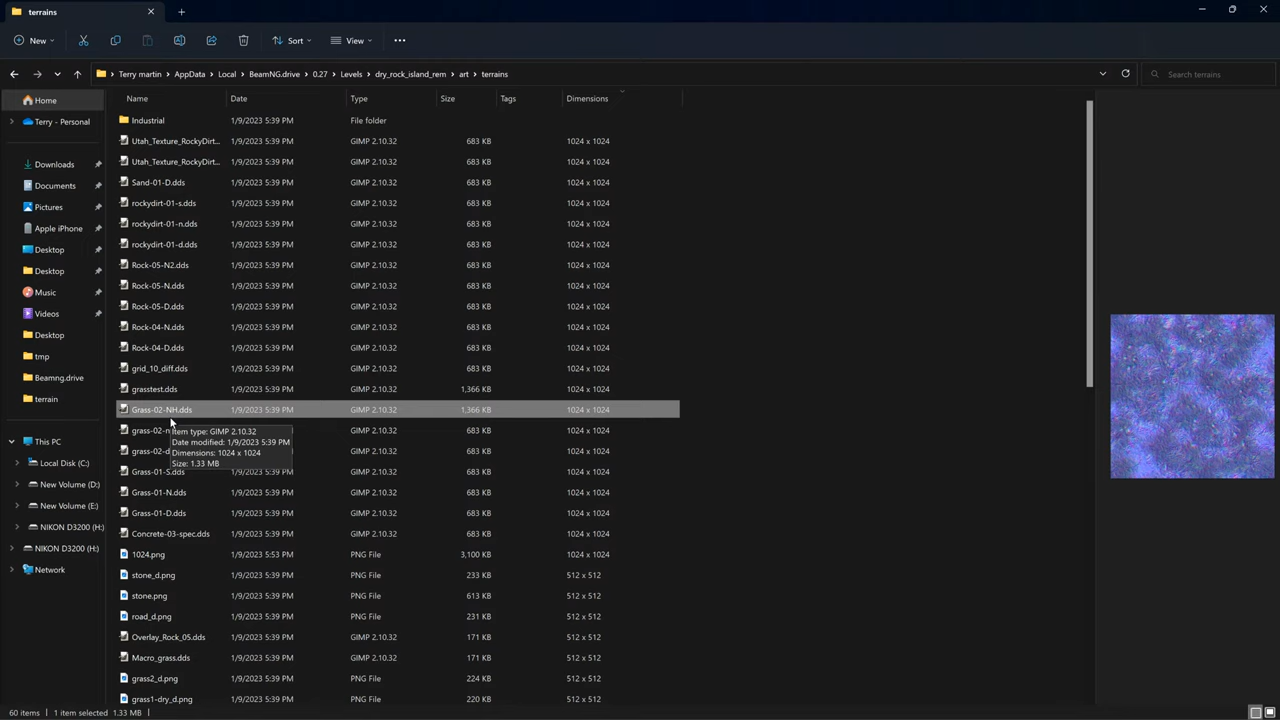 terrains
New
Sort
View
Terry martin > AppData > Local > BeamNG.drive > 0.27 > Levels > dry_rock_island_rem > art > terrains
Search terrains
Name Date Type Size Tags Dimensions
Home
Terry - Personal
Downloads
Documents
Pictures
Apple iPhone
Desktop
Desktop
Music
Videos
Desktop
tmp
Beamng.drive
terrain
This PC
Local Disk (C:)
New Volume (D:)
New Volume (E:)
NIKON D3200 (H:)
NIKON D3200 (H:)
Network
Industrial 1/9/2023 5:39 PM File folder
Utah_Texture_RockyDirt... 1/9/2023 5:39 PM GIMP 2.10.32 683 KB 1024 x 1024
Utah_Texture_RockyDirt... 1/9/2023 5:39 PM GIMP 2.10.32 683 KB 1024 x 1024
Sand-01-D.dds 1/9/2023 5:39 PM GIMP 2.10.32 683 KB 1024 x 1024
rockydirt-01-s.dds 1/9/2023 5:39 PM GIMP 2.10.32 683 KB 1024 x 1024
rockydirt-01-n.dds 1/9/2023 5:39 PM GIMP 2.10.32 683 KB 1024 x 1024
rockydirt-01-d.dds 1/9/2023 5:39 PM GIMP 2.10.32 683 KB 1024 x 1024
Rock-05-N2.dds 1/9/2023 5:39 PM GIMP 2.10.32 683 KB 1024 x 1024
Rock-05-N.dds 1/9/2023 5:39 PM GIMP 2.10.32 683 KB 1024 x 1024
Rock-05-D.dds 1/9/2023 5:39 PM GIMP 2.10.32 683 KB 1024 x 1024
Rock-04-N.dds 1/9/2023 5:39 PM GIMP 2.10.32 683 KB 1024 x 1024
Rock-04-D.dds 1/9/2023 5:39 PM GIMP 2.10.32 683 KB 1024 x 1024
grid_10_diff.dds 1/9/2023 5:39 PM GIMP 2.10.32 683 KB 1024 x 1024
grasstest.dds 1/9/2023 5:39 PM GIMP 2.10.32 1,366 KB 1024 x 1024
Grass-02-NH.dds 1/9/2023 5:39 PM GIMP 2.10.32 1,366 KB 1024 x 1024
grass-02-n GIMP 2.10.32 683 KB 1024 x 1024
grass-02-d GIMP 2.10.32 683 KB 1024 x 1024
Grass-01-S.dds 1/9/2023 5:39 PM GIMP 2.10.32 683 KB 1024 x 1024
Item type: GIMP 2.10.32
Date modified: 1/9/2023 5:39 PM
Dimensions: 1024 x 1024
Size: 1.33 MB
Grass-01-N.dds 1/9/2023 5:39 PM GIMP 2.10.32 683 KB 1024 x 1024
Grass-01-D.dds 1/9/2023 5:39 PM GIMP 2.10.32 683 KB 1024 x 1024
Concrete-03-spec.dds 1/9/2023 5:39 PM GIMP 2.10.32 683 KB 1024 x 1024
1024.png 1/9/2023 5:53 PM PNG File 3,100 KB 1024 x 1024
stone_d.png 1/9/2023 5:39 PM PNG File 233 KB 512 x 512
stone.png 1/9/2023 5:39 PM PNG File 613 KB 512 x 512
road_d.png 1/9/2023 5:39 PM PNG File 231 KB 512 x 512
Overlay_Rock_05.dds 1/9/2023 5:39 PM GIMP 2.10.32 171 KB 512 x 512
Macro_grass.dds 1/9/2023 5:39 PM GIMP 2.10.32 171 KB 512 x 512
grass2_d.png 1/9/2023 5:39 PM PNG File 224 KB 512 x 512
grass1-dry_d.png 1/9/2023 5:39 PM PNG File 220 KB 512 x 512
60 items 1 item selected 1.33 MB